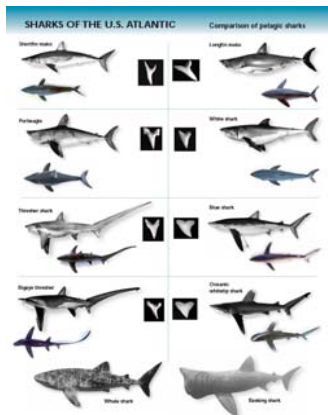 SHARKS OF THE U.S. ATLANTIC
Comparison of pelagic sharks
Shortfin mako
Longfin mako
Porbeagle
White shark
Thresher shark
Blue shark
Bigeye thresher
Oceanic
whitetip shark
Whale shark
Basking shark